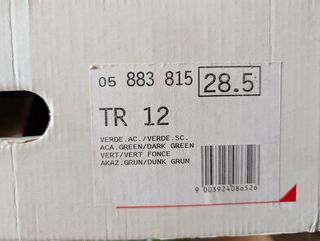 05 883 815 28.5
TR 12
VERDE.AC./VERDE.SC.
ACA.GREEN/DARK GREEN
VERT/VERT FONCE
AKAZ.GRUN/DUNK GRUN
9 003924 086526